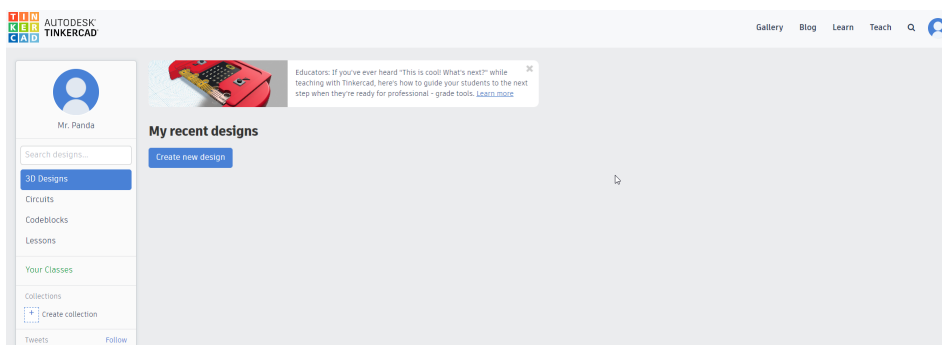 TIN
KER
CAD
AUTODESK®
TINKERCAD®
Gallery Blog Learn Teach
Mr. Panda
Search designs...
3D Designs
Circuits
Codeblocks
Lessons
Your Classes
Collections
+ Create collection
Tweets Follow
Educators: If you've ever heard "This is cool! What's next?" while
teaching with Tinkercad, here's how to guide your students to the next
step when they're ready for professional - grade tools. Learn more
My recent designs
Create new design